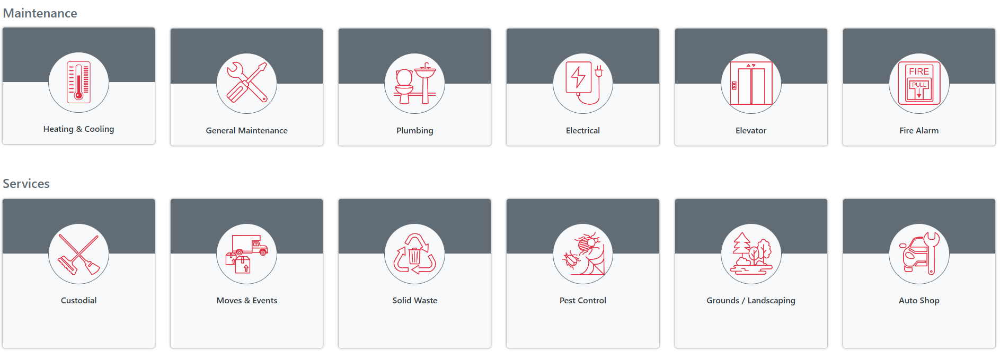 Maintenance
Heating & Cooling
General Maintenance
Plumbing
Electrical
Elevator
FIRE
PULL
Fire Alarm
Services
Custodial
Moves & Events
Solid Waste
Pest Control
Grounds / Landscaping
Auto Shop